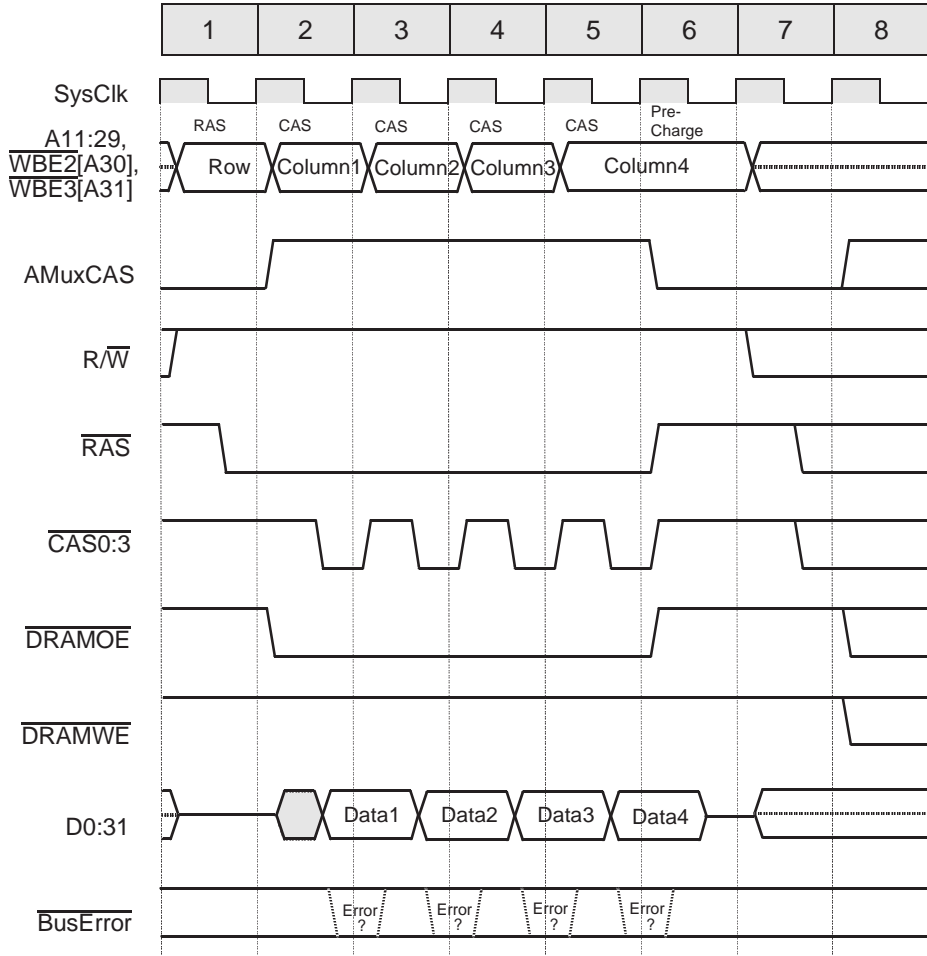 1 2 3 4 5 6 7 8
SysClk
RAS CAS CAS CAS CAS Pre-
Charge
A11:29,
WBE2[A30],
WBE3[A31]
Row Column1 Column2 Column3 Column4
AMuxCAS
R/W
RAS
CAS0:3
DRAMOE
DRAMWE
D0:31
Data1 Data2 Data3 Data4
BusError
Error Error Error Error
? ? ? ?